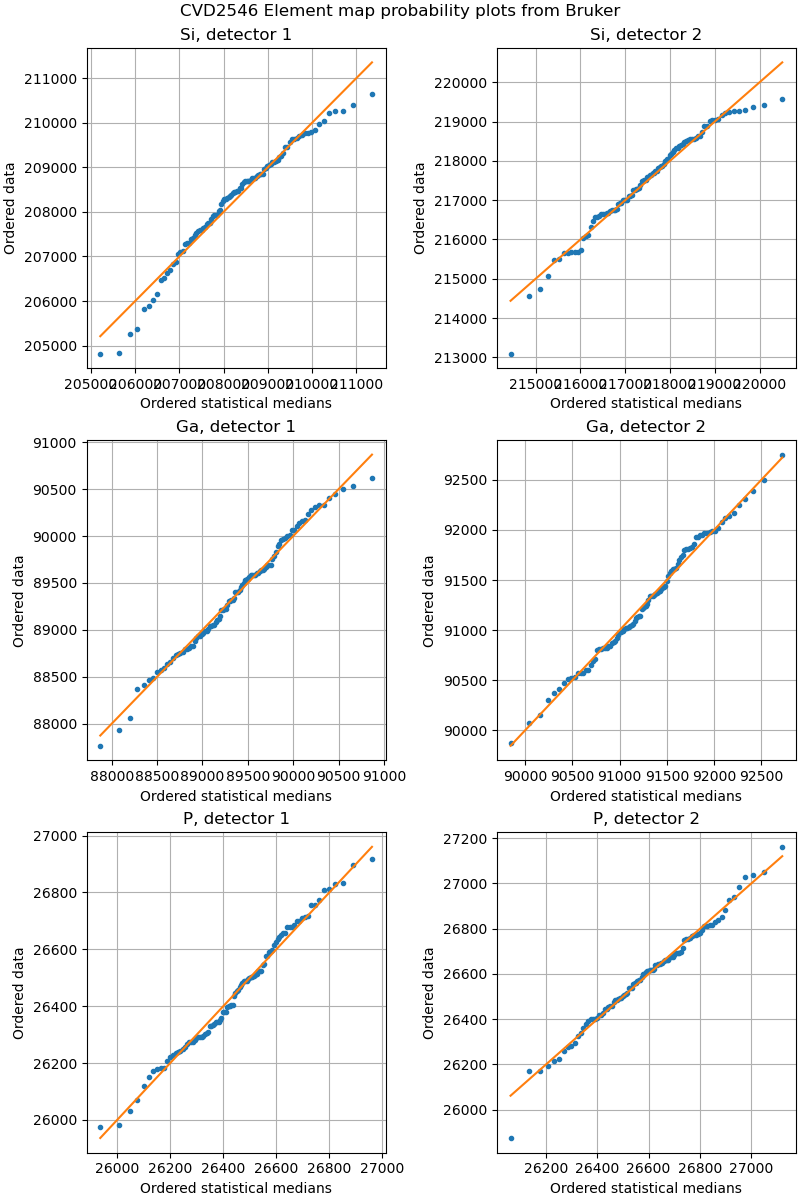 CVD2546 Element map probability plots from Bruker
Si, detector 1
Si, detector 2
211000
210000
209000
208000
207000
206000
205000
Ordered data
205000 206000 207000 208000 209000 210000 211000
Ordered statistical medians
220000
219000
218000
217000
216000
215000
214000
213000
Ordered data
215000 216000 217000 218000 219000 220000
Ordered statistical medians
Ga, detector 1
Ga, detector 2
91000
90500
90000
89500
89000
88500
88000
Ordered data
88000 88500 89000 89500 90000 90500 91000
Ordered statistical medians
92500
92000
91500
91000
90500
90000
Ordered data
90000 90500 91000 91500 92000 92500
Ordered statistical medians
P, detector 1
P, detector 2
27000
26800
26600
26400
26200
26000
Ordered data
26000 26200 26400 26600 26800 27000
Ordered statistical medians
27200
27000
26800
26600
26400
26200
26000
Ordered data
26200 26400 26600 26800 27000
Ordered statistical medians